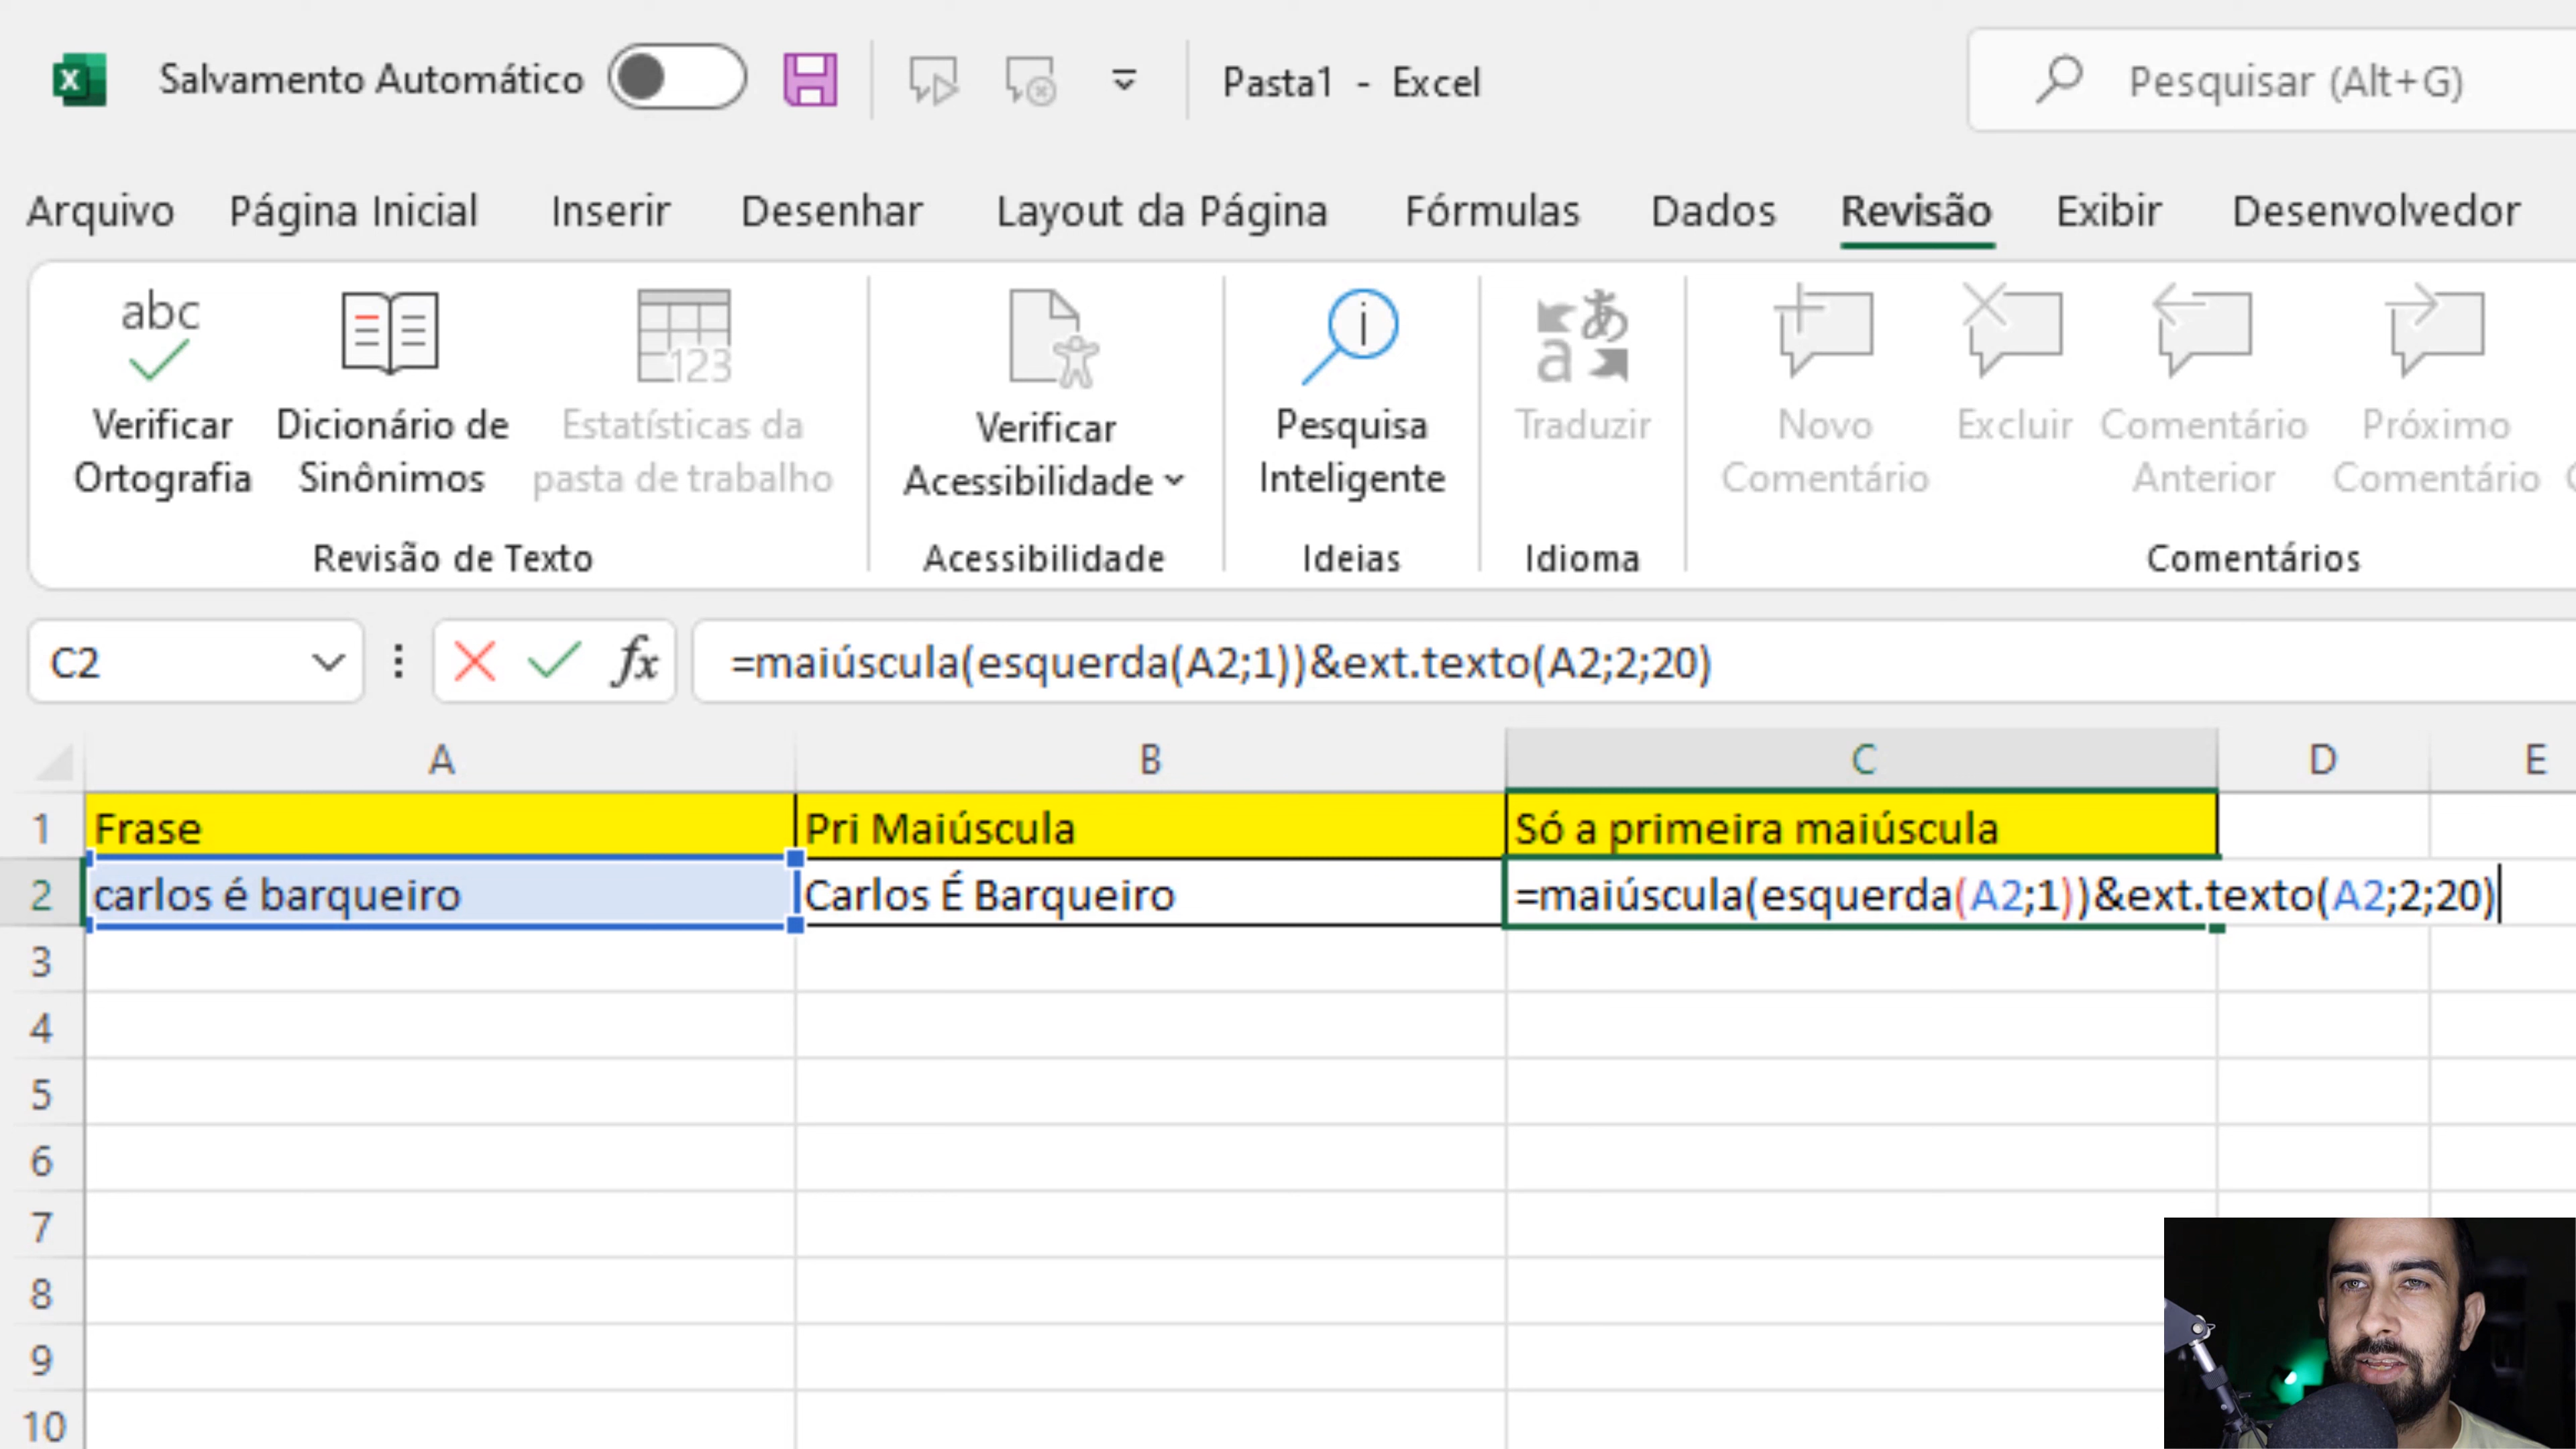 Salvamento Automático
Pasta1 - Excel
Pesquisar (Alt+G)
Arquivo Página Inicial Inserir Desenhar Layout da Página Fórmulas Dados Revisão Exibir Desenvolvedor
abc
123
i
a あ
Verificar Ortografia
Dicionário de Sinônimos
Estatísticas da pasta de trabalho
Verificar Acessibilidade
Pesquisa Inteligente
Traduzir
Novo Comentário
Excluir
Comentário Anterior
Próximo Comentário
Revisão de Texto
Acessibilidade
Ideias
Idioma
Comentários
C2
fx
=maiúscula(esquerda(A2;1))&ext.texto(A2;2;20)
A B C D E
1 Frase Pri Maiúscula Só a primeira maiúscula
2 carlos é barqueiro Carlos É Barqueiro =maiúscula(esquerda(A2;1))&ext.texto(A2;2;20)
3
4
5
6
7
8
9
10